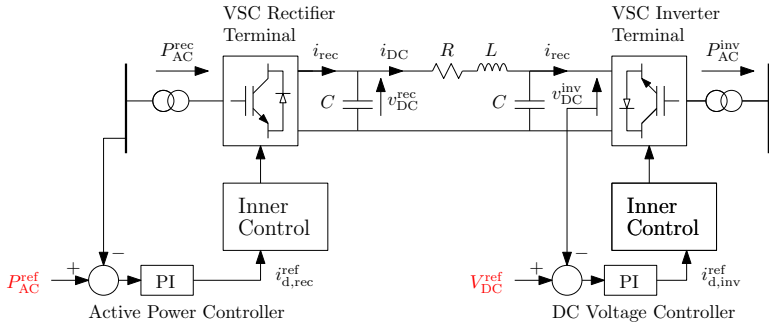 VSC Rectifier
Terminal
VSC Inverter
Terminal
P_AC^rec
i_rec
i_DC
R
L
i_rec
P_AC^inv
C
v_DC^rec
C
v_DC^inv
Inner
Control
Inner
Control
P_AC^ref
+
−
PI
i_d,rec^ref
V_DC^ref
+
−
PI
i_d,inv^ref
Active Power Controller
DC Voltage Controller